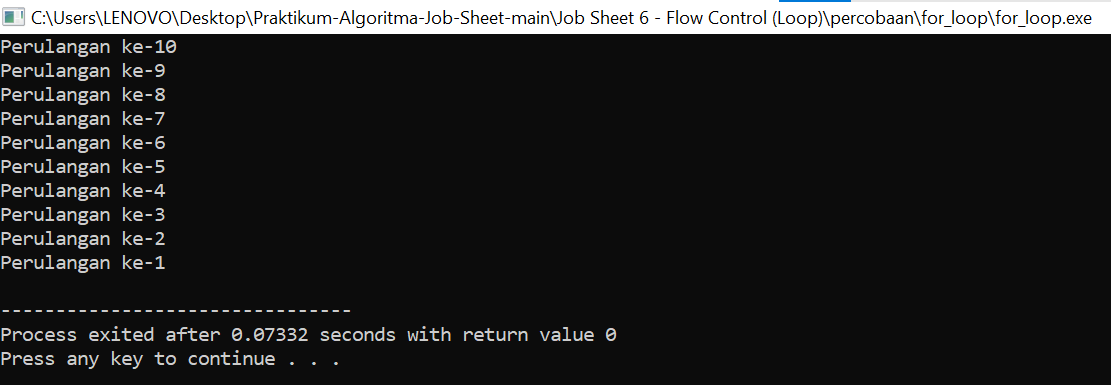 C:\Users\LENOVO\Desktop\Praktikum-Algoritma-Job-Sheet-main\Job Sheet 6 - Flow Control (Loop)\percobaan\for_loop\for_loop.exe
Perulangan ke-10
Perulangan ke-9
Perulangan ke-8
Perulangan ke-7
Perulangan ke-6
Perulangan ke-5
Perulangan ke-4
Perulangan ke-3
Perulangan ke-2
Perulangan ke-1
--------------------------------
Process exited after 0.07332 seconds with return value 0
Press any key to continue . . .